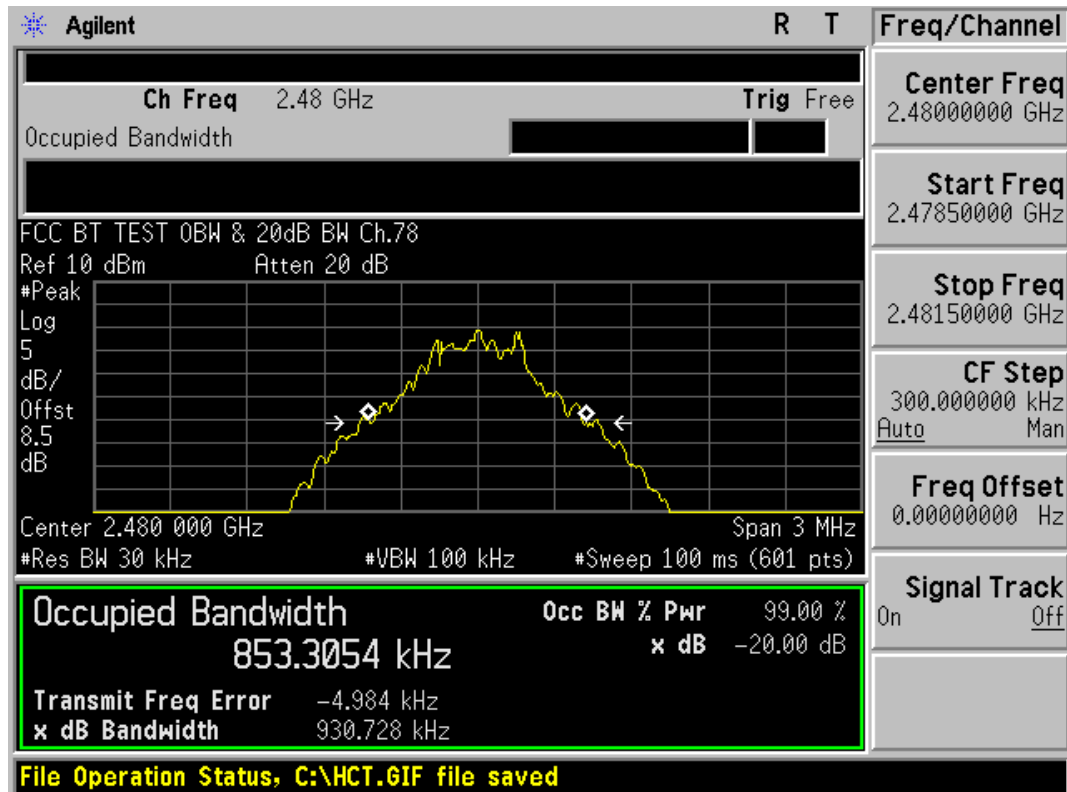 Agilent R T
Freq/Channel
Ch Freq 2.48 GHz Trig Free
Occupied Bandwidth
Center Freq
2.48000000 GHz
Start Freq
2.47850000 GHz
Stop Freq
2.48150000 GHz
CF Step
300.000000 kHz
Auto Man
Freq Offset
0.00000000 Hz
Signal Track
On Off
FCC BT TEST OBW & 20dB BW Ch.78
Ref 10 dBm Atten 20 dB
#Peak
Log
5
dB/
Offst
8.5
dB
Center 2.480 000 GHz Span 3 MHz
#Res BW 30 kHz #VBW 100 kHz #Sweep 100 ms (601 pts)
Occupied Bandwidth
853.3054 kHz
Occ BW % Pwr 99.00 %
x dB -20.00 dB
Transmit Freq Error -4.984 kHz
x dB Bandwidth 930.728 kHz
File Operation Status, C:\HCT.GIF file saved